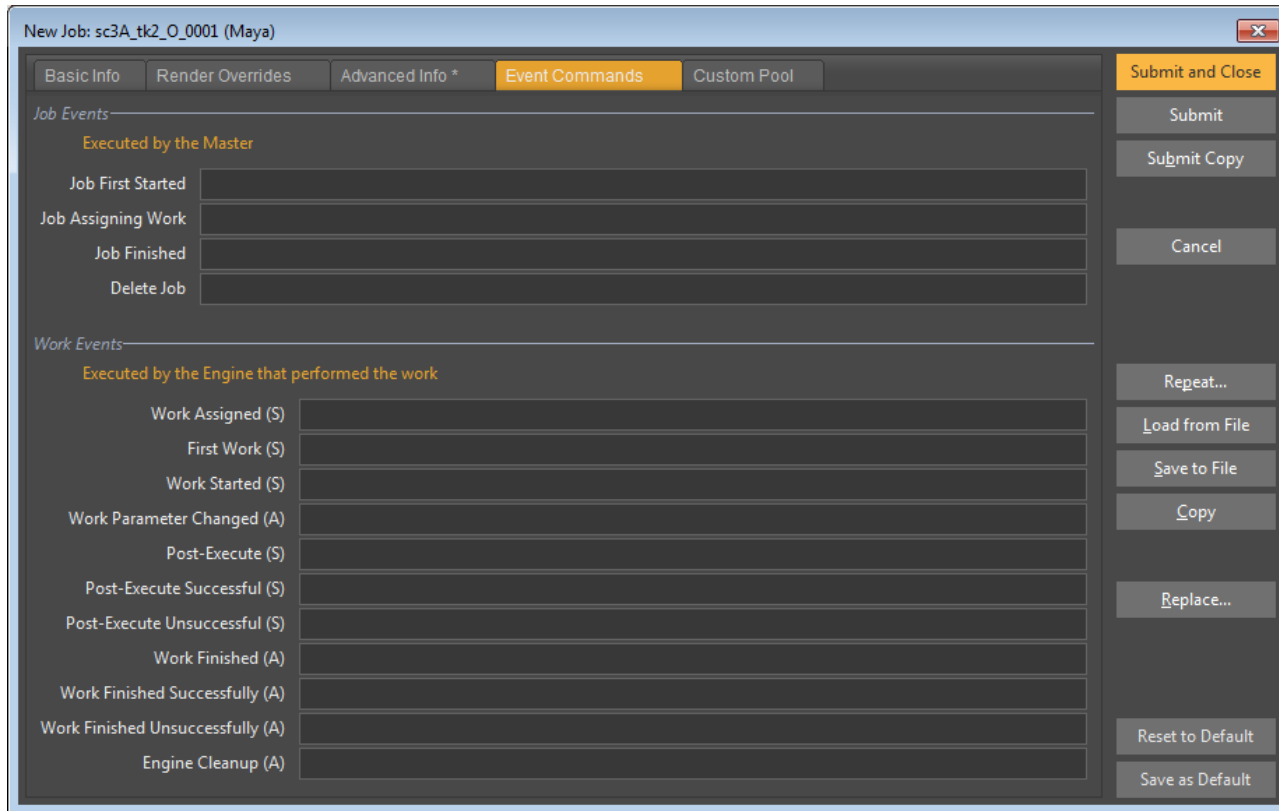 New Job: sc3A_tk2_O_0001 (Maya)
Basic Info Render Overrides Advanced Info * Event Commands Custom Pool
Job Events
Executed by the Master
Job First Started
Job Assigning Work
Job Finished
Delete Job
Work Events
Executed by the Engine that performed the work
Work Assigned (S)
First Work (S)
Work Started (S)
Work Parameter Changed (A)
Post-Execute (S)
Post-Execute Successful (S)
Post-Execute Unsuccessful (S)
Work Finished (A)
Work Finished Successfully (A)
Work Finished Unsuccessfully (A)
Engine Cleanup (A)
Submit and Close
Submit
Submit Copy
Cancel
Repeat...
Load from File
Save to File
Copy
Replace...
Reset to Default
Save as Default